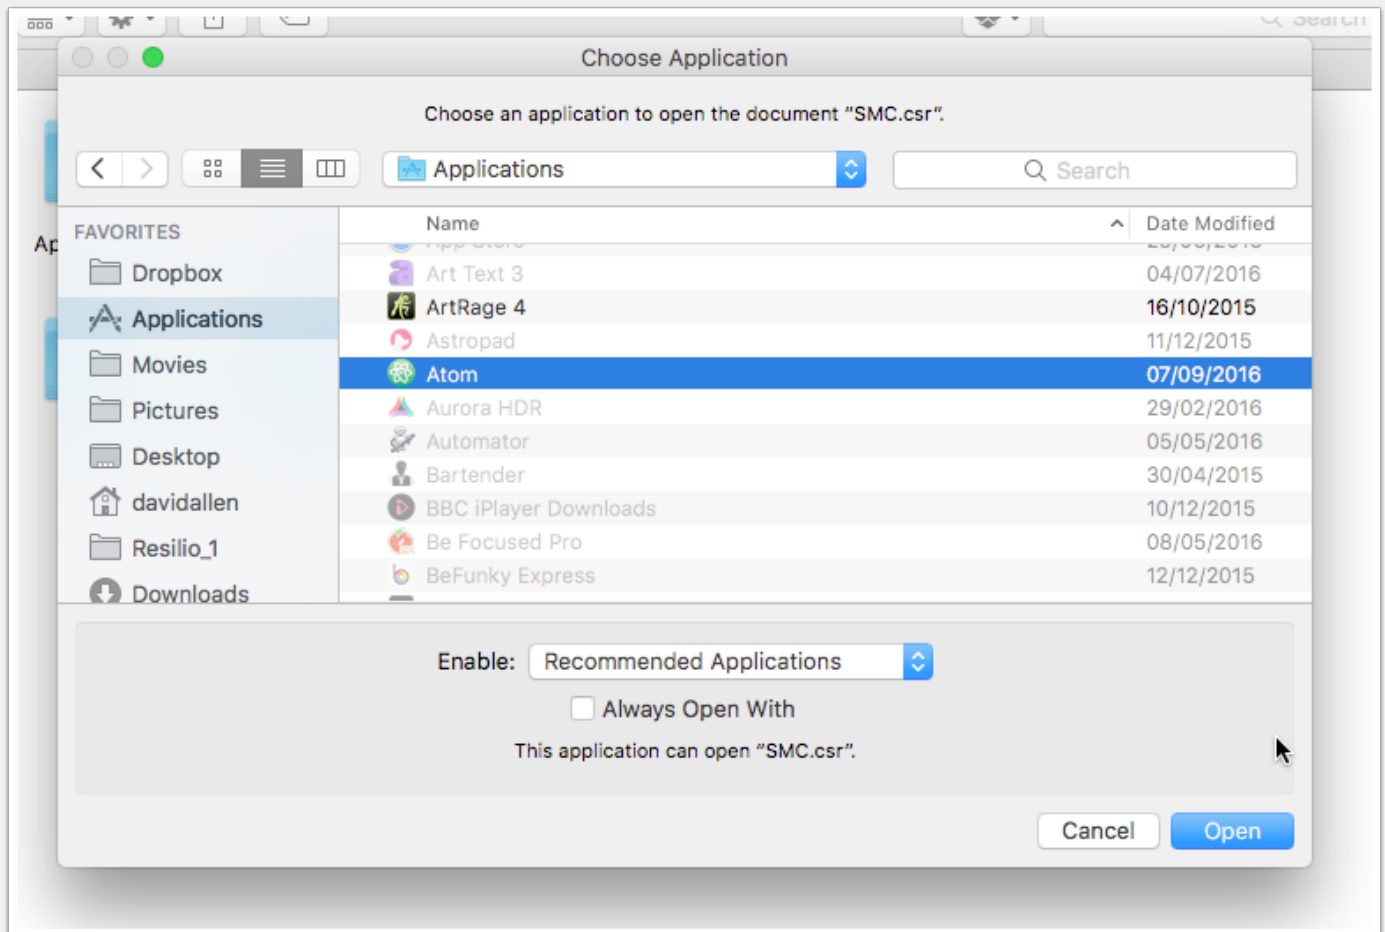 Search
Choose Application
Choose an application to open the document “SMC.csr“.
Applications
Search
FAVORITES
Dropbox
Applications
Movies
Pictures
Desktop
davidallen
Resilio_1
Downloads
Ap
Name Date Modified
App Store
Art Text 3 04/07/2016
ArtRage 4 16/10/2015
Astropad 11/12/2015
Atom 07/09/2016
Aurora HDR 29/02/2016
Automator 05/05/2016
Bartender 30/04/2015
BBC iPlayer Downloads 10/12/2015
Be Focused Pro 08/05/2016
BeFunky Express 12/12/2015
Enable: Recommended Applications
Always Open With
This application can open “SMC.csr”.
Cancel Open